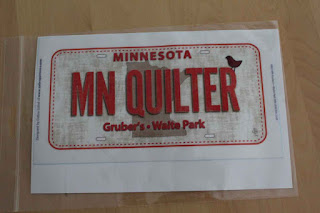 MINNESOTA
MN QUILTER
Gruber's • Waite Park